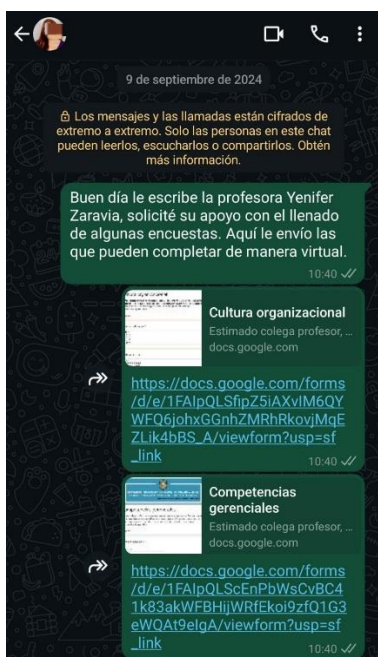 9 de septiembre de 2024
Los mensajes y las llamadas están cifrados de
extremo a extremo. Solo las personas en este chat
pueden leerlos, escucharlos o compartirlos. Obtén
más información.
Buen día le escribe la profesora Yenifer
Zaravia, solicité su apoyo con el llenado
de algunas encuestas. Aquí le envío las
que pueden completar de manera virtual.
10:40
Cultura organizacional
Estimado colega profesor, ...
docs.google.com
https://docs.google.com/forms
/d/e/1FAIpQLSfipZ5iAXvIM6QY
WFQ6johxGGnhZMRhRkovjMqE
ZLik4bBS_A/viewform?usp=sf
_link
10:40
Competencias
gerenciales
Estimado colega profesor, ...
docs.google.com
https://docs.google.com/forms
/d/e/1FAIpQLScEnPbWsCvBC4
1k83akWFBHijWRfEkoi9zfQ1G3
eWQAt9eIgA/viewform?usp=sf
_link
10:40